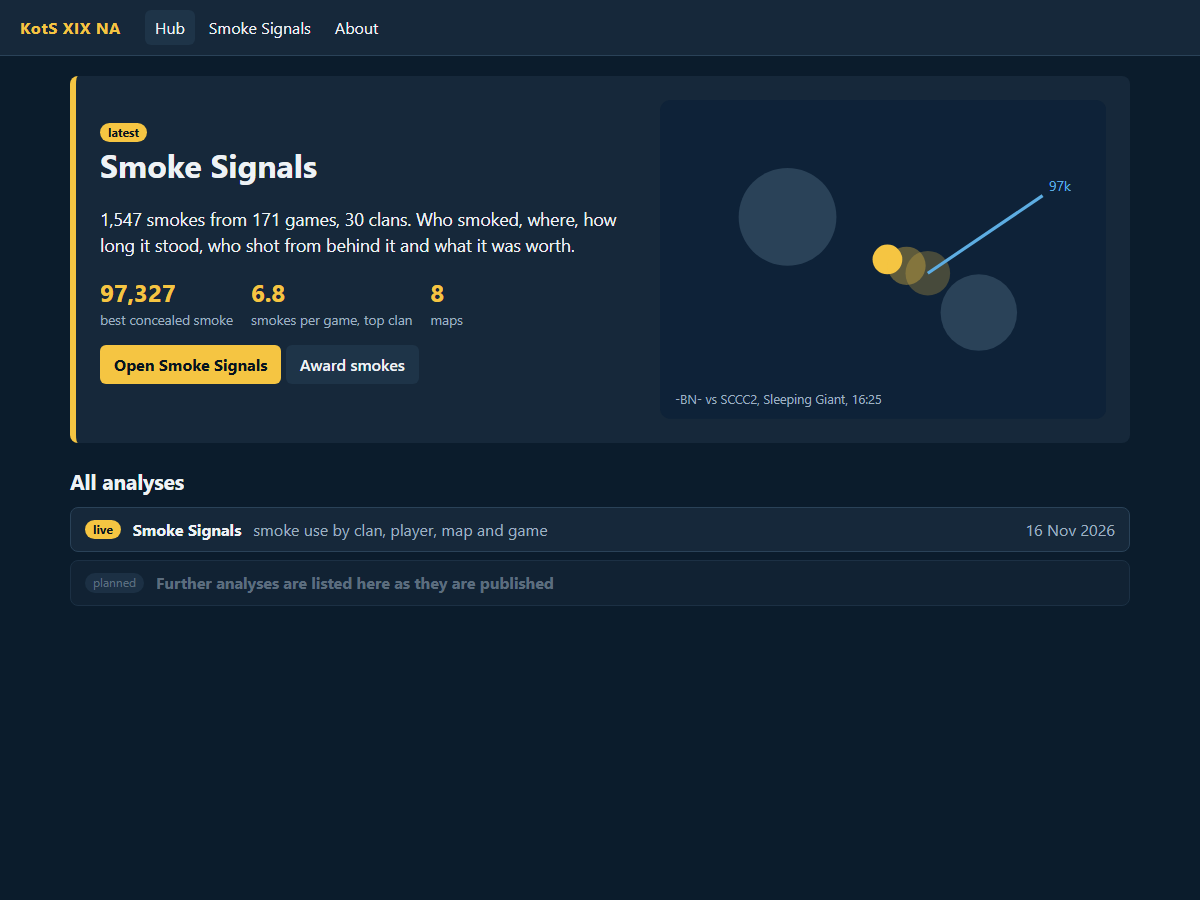 KotS XIX NA Hub Smoke Signals About
latest
Smoke Signals
1,547 smokes from 171 games, 30 clans. Who smoked, where, how
long it stood, who shot from behind it and what it was worth.
97,327 6.8 8
best concealed smoke smokes per game, top clan maps
Open Smoke Signals Award smokes
97k
-BN- vs SCCC2, Sleeping Giant, 16:25
All analyses
live Smoke Signals smoke use by clan, player, map and game 16 Nov 2026
planned Further analyses are listed here as they are published